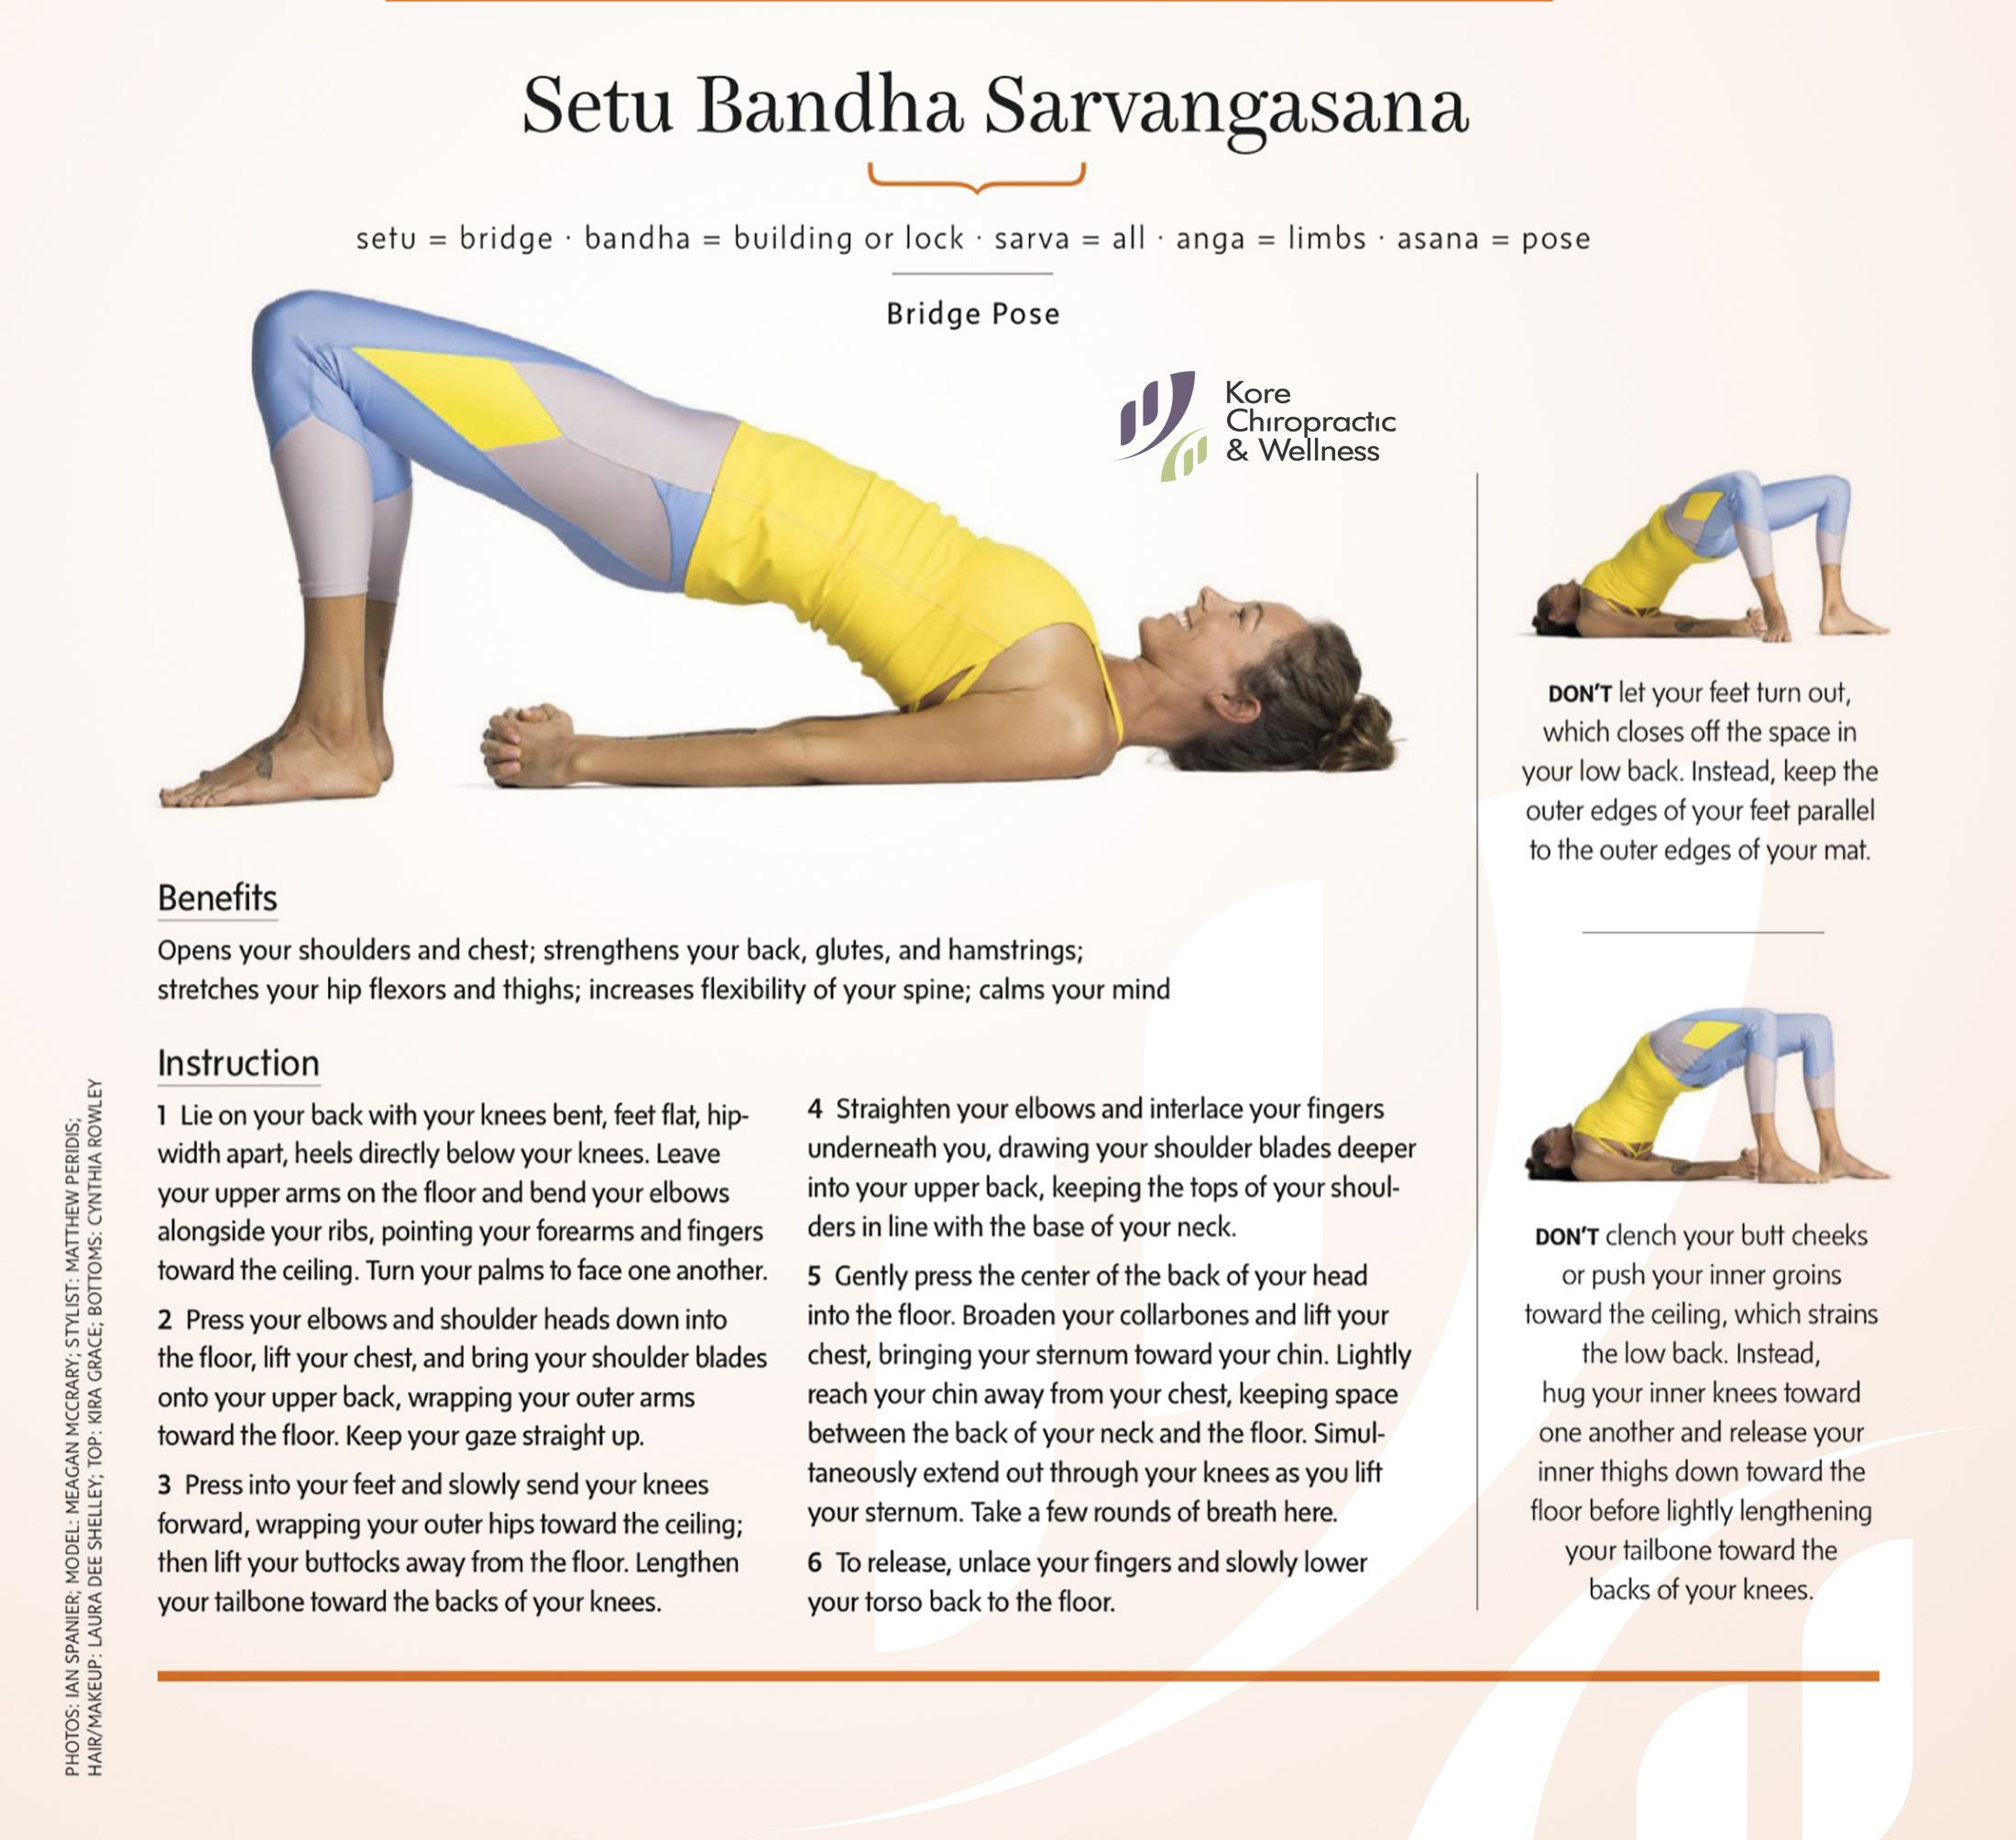 Setu Bandha Sarvangasana
setu = bridge · bandha = building or lock · sarva = all · anga = limbs · asana = pose
Bridge Pose
Kore
Chiropractic
& Wellness
Benefits
Opens your shoulders and chest; strengthens your back, glutes, and hamstrings;
stretches your hip flexors and thighs; increases flexibility of your spine; calms your mind
Instruction
1 Lie on your back with your knees bent, feet flat, hip-
width apart, heels directly below your knees. Leave
your upper arms on the floor and bend your elbows
alongside your ribs, pointing your forearms and fingers
toward the ceiling. Turn your palms to face one another.
2 Press your elbows and shoulder heads down into
the floor, lift your chest, and bring your shoulder blades
onto your upper back, wrapping your outer arms
toward the floor. Keep your gaze straight up.
3 Press into your feet and slowly send your knees
forward, wrapping your outer hips toward the ceiling;
then lift your buttocks away from the floor. Lengthen
your tailbone toward the backs of your knees.
4 Straighten your elbows and interlace your fingers
underneath you, drawing your shoulder blades deeper
into your upper back, keeping the tops of your shoul-
ders in line with the base of your neck.
5 Gently press the center of the back of your head
into the floor. Broaden your collarbones and lift your
chest, bringing your sternum toward your chin. Lightly
reach your chin away from your chest, keeping space
between the back of your neck and the floor. Simul-
taneously extend out through your knees as you lift
your sternum. Take a few rounds of breath here.
6 To release, unlace your fingers and slowly lower
your torso back to the floor.
DON'T let your feet turn out,
which closes off the space in
your low back. Instead, keep the
outer edges of your feet parallel
to the outer edges of your mat.
DON'T clench your butt cheeks
or push your inner groins
toward the ceiling, which strains
the low back. Instead,
hug your inner knees toward
one another and release your
inner thighs down toward the
floor before lightly lengthening
your tailbone toward the
backs of your knees.
PHOTOS: IAN SPANIER; MODEL: MEAGAN MCCRARY; STYLIST: MATTHEW PERIDIS;
HAIR/MAKEUP: LAURA DEE SHELLEY; TOP: KIRA GRACE; BOTTOMS: CYNTHIA ROWLEY